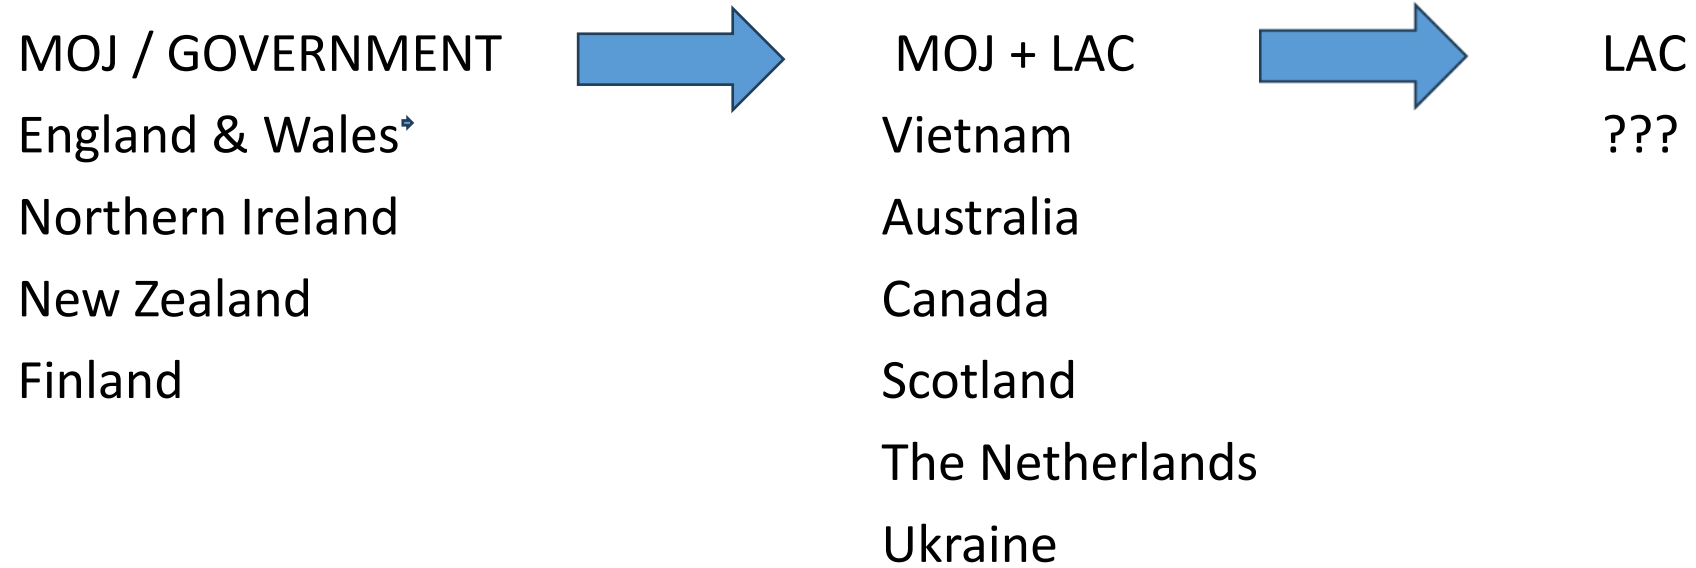 MOJ / GOVERNMENT
England & Wales
Northern Ireland
New Zealand
Finland
MOJ + LAC
Vietnam
Australia
Canada
Scotland
The Netherlands
Ukraine
LAC
???